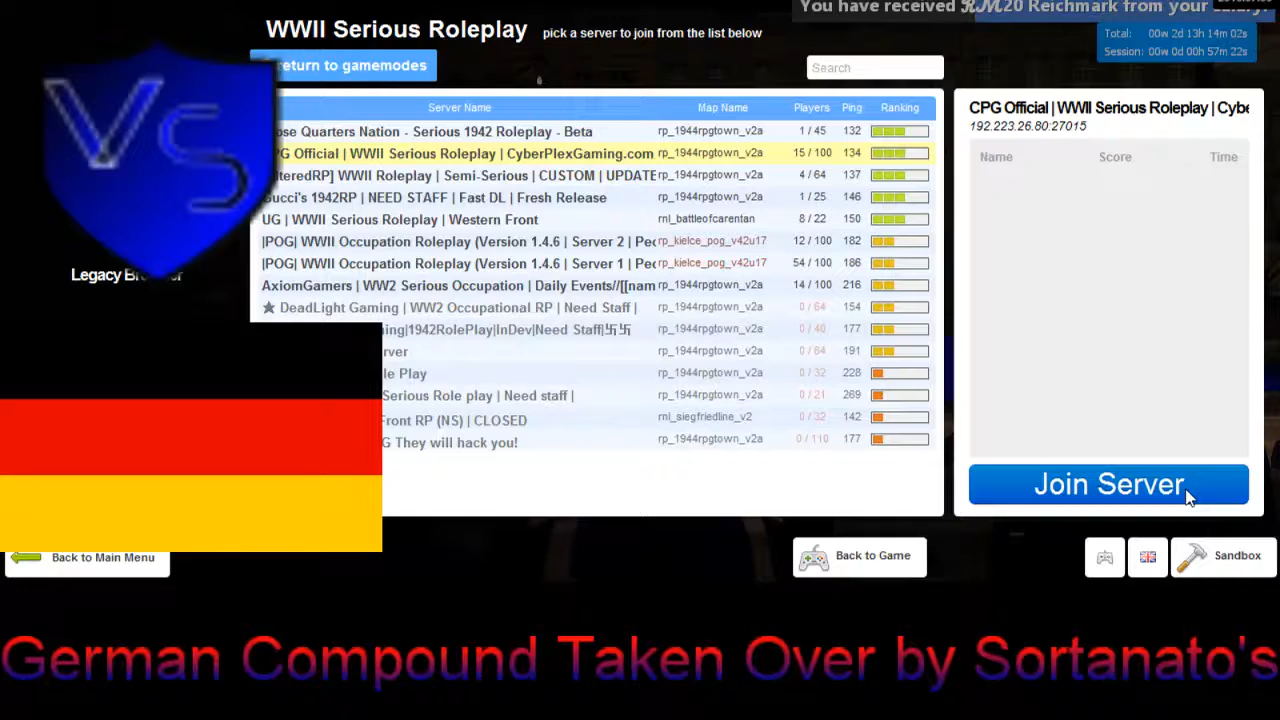 You have received ℛℳ20 Reichmark from your salary!
WWII Serious Roleplay pick a server to join from the list below
Total: 00w 2d 13h 14m 02s
Session: 00w 0d 00h 57m 22s
return to gamemodes
Search
VS
Server Name Map Name Players Ping Ranking
ose Quarters Nation - Serious 1942 Roleplay - Beta rp_1944rpgtown_v2a 1 / 45 132
PG Official | WWII Serious Roleplay | CyberPlexGaming.com rp_1944rpgtown_v2a 15 / 100 134
lteredRP] WWII Roleplay | Semi-Serious | CUSTOM | UPDATE rp_1944rpgtown_v2a 4 / 64 137
Gucci's 1942RP | NEED STAFF | Fast DL | Fresh Release rp_1944rpgtown_v2a 1 / 25 146
UG | WWII Serious Roleplay | Western Front rnl_battleofcarentan 8 / 22 150
|POG| WWII Occupation Roleplay (Version 1.4.6 | Server 2 | Pec rp_kielce_pog_v42u17 12 / 100 182
|POG| WWII Occupation Roleplay (Version 1.4.6 | Server 1 | Pec rp_kielce_pog_v42u17 54 / 100 186
AxiomGamers | WW2 Serious Occupation | Daily Events//[[nam rp_1944rpgtown_v2a 14 / 100 216
★ DeadLight Gaming | WW2 Occupational RP | Need Staff | rp_1944rpgtown_v2a 0 / 64 154
ing|1942RolePlay|InDev|Need Staff|卐卐 rp_1944rpgtown_v2a 0 / 40 177
rver rp_1944rpgtown_v2a 0 / 64 191
le Play rp_1944rpgtown_v2a 0 / 32 228
Serious Role play | Need staff | rp_1944rpgtown_v2a 0 / 21 269
Front RP (NS) | CLOSED rnl_siegfriedline_v2 0 / 32 142
G They will hack you! rp_1944rpgtown_v2a 0 / 110 177
CPG Official | WWII Serious Roleplay | Cybe
192.223.26.80:27015
Name Score Time
Join Server
Legacy Br er
Back to Main Menu
Back to Game
Sandbox
German Compound Taken Over by Sortanato's